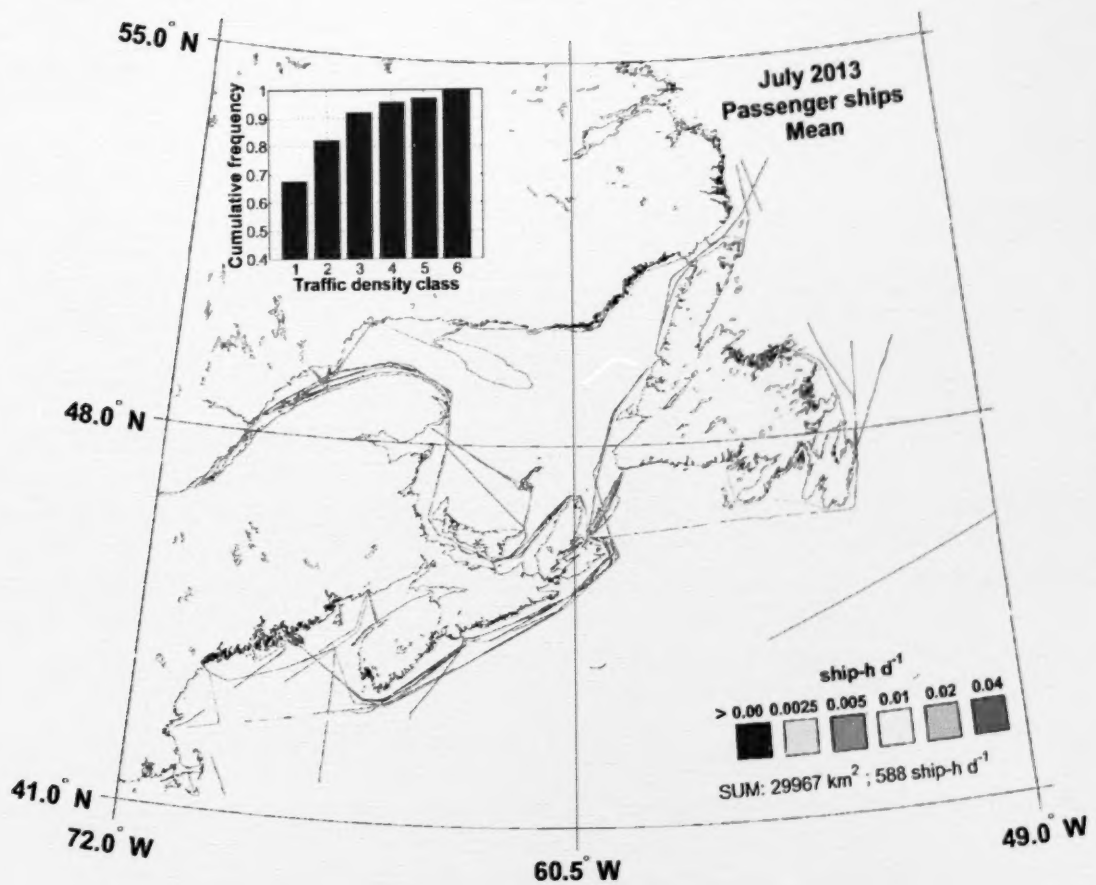 55.0° N
July 2013
Passenger ships
Mean
Cumulative frequency
1
0.9
0.8
0.7
0.6
0.5
0.4
1 2 3 4 5 6
Traffic density class
48.0° N
ship-h d⁻¹
> 0.00 0.0025 0.005 0.01 0.02 0.04
SUM: 29967 km² ; 588 ship-h d⁻¹
41.0° N
72.0° W
60.5° W
49.0° W